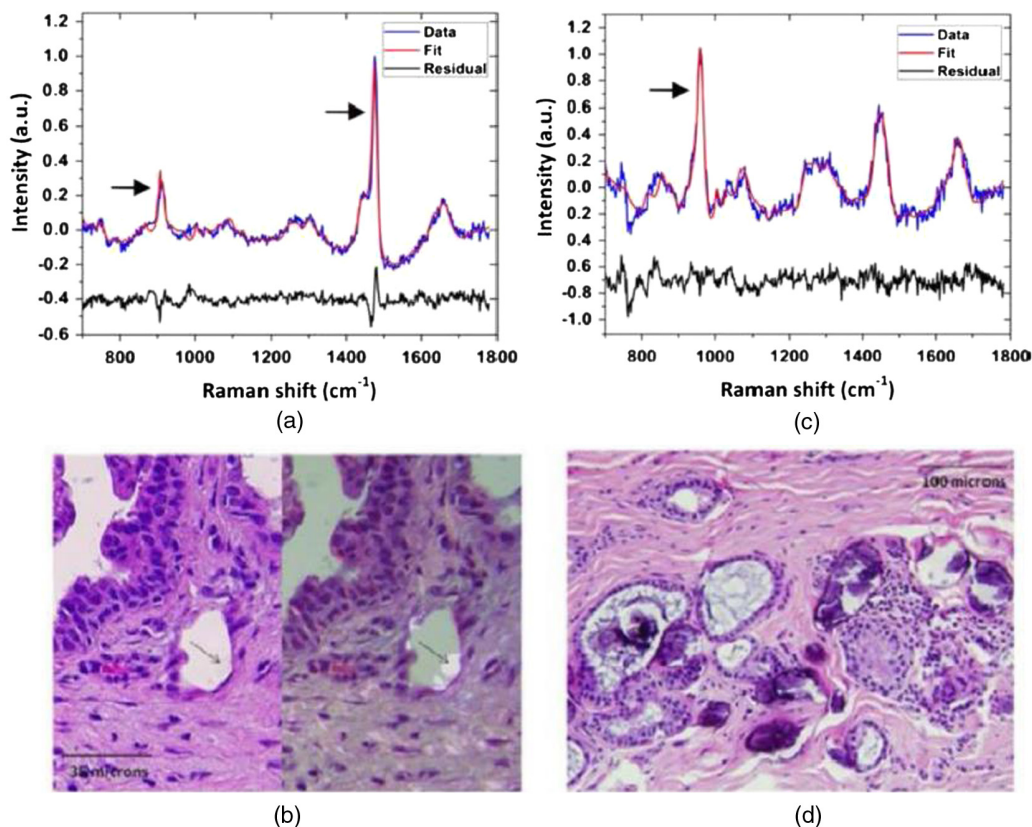 1.2
1.0
0.8
0.6
0.4
0.2
0.0
-0.2
-0.4
-0.6
Intensity (a.u.)
Data
Fit
Residual
800 1000 1200 1400 1600 1800
Raman shift (cm-1)
(a)
1.2
1.0
0.8
0.6
0.4
0.2
0.0
0.2
0.4
0.6
-0.8
-1.0
Intensity (a.u.)
Data
Fit
Residual
800 1000 1200 1400 1600 1800
Raman shift (cm-1)
(c)
microns
(b)
100 microns
(d)